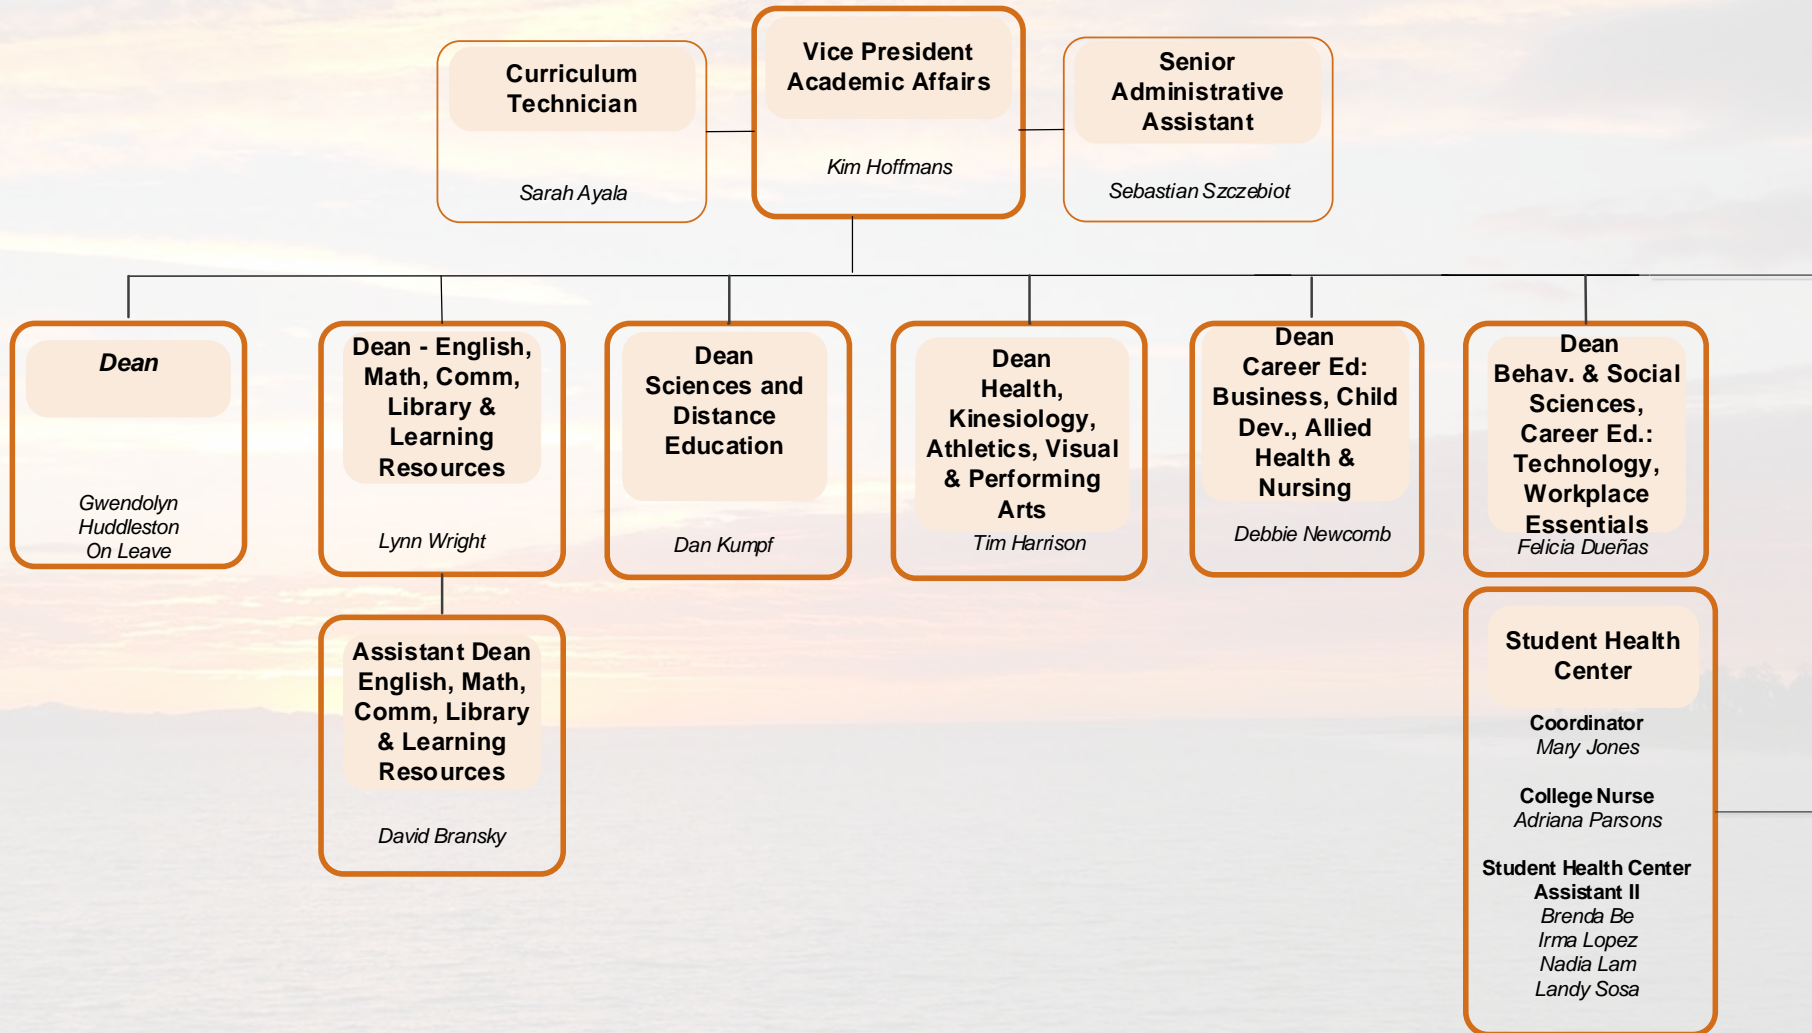 Curriculum
Technician
Sarah Ayala
Vice President
Academic Affairs
Kim Hoffmans
Senior
Administrative
Assistant
Sebastian Szczebiot
Dean
Gwendolyn
Huddleston
On Leave
Dean - English,
Math, Comm,
Library &
Learning
Resources
Lynn Wright
Dean
Sciences and
Distance
Education
Dan Kumpf
Dean
Health,
Kinesiology,
Athletics, Visual
& Performing
Arts
Tim Harrison
Dean
Career Ed:
Business, Child
Dev., Allied
Health &
Nursing
Debbie Newcomb
Dean
Behav. & Social
Sciences,
Career Ed.:
Technology,
Workplace
Essentials
Felicia Dueñas
Assistant Dean
English, Math,
Comm, Library
& Learning
Resources
David Bransky
Student Health
Center
Coordinator
Mary Jones
College Nurse
Adriana Parsons
Student Health Center
Assistant II
Brenda Be
Irma Lopez
Nadia Lam
Landy Sosa